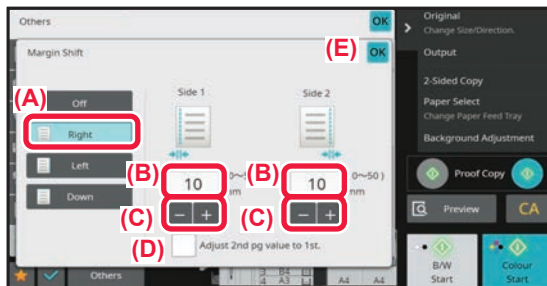 Others
OK
Margin Shift
(E)
OK
(A)
Off
Right
Left
Down
Side 1
Side 2
(B)
10
mm
(B)
10
0～50 )
mm
(C)
− +
(C)
− +
(D)
Adjust 2nd pg value to 1st.
Others
B4
A3
A4
A4
Original
Change Size/Direction.
Output
2-Sided Copy
Paper Select
Change Paper Feed Tray
Background Adjustment
Proof Copy
Preview
CA
B/W
Start
Colour
Start